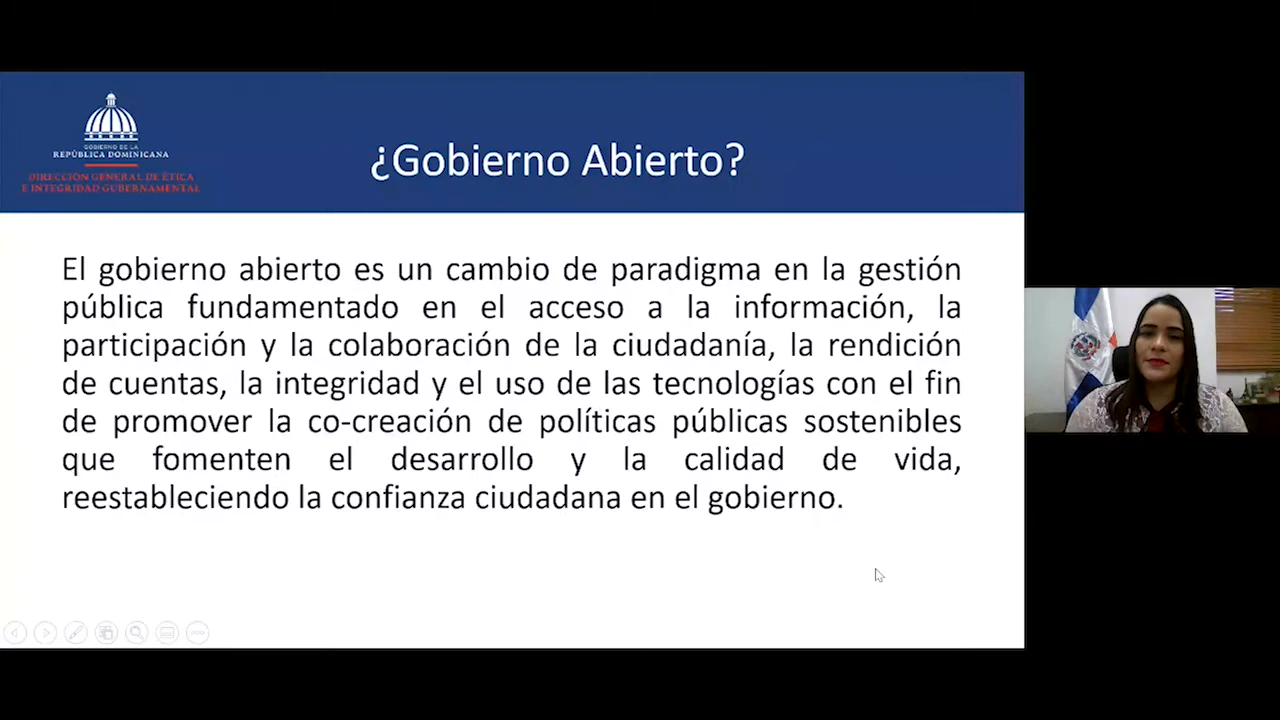 GOBIERNO DE LA
REPÚBLICA DOMINICANA
DIRECCIÓN GENERAL DE ÉTICA
E INTEGRIDAD GUBERNAMENTAL
¿Gobierno Abierto?
El gobierno abierto es un cambio de paradigma en la gestión
pública fundamentado en el acceso a la información, la
participación y la colaboración de la ciudadanía, la rendición
de cuentas, la integridad y el uso de las tecnologías con el fin
de promover la co-creación de políticas públicas sostenibles
que fomenten el desarrollo y la calidad de vida,
reestableciendo la confianza ciudadana en el gobierno.